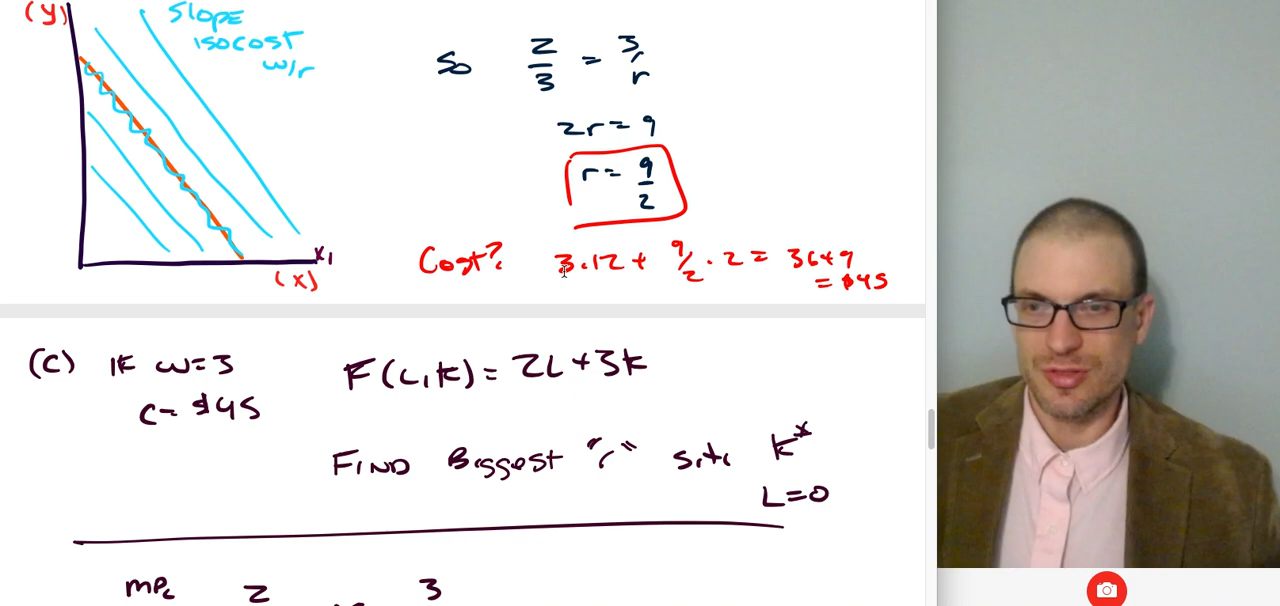 (y)
Slope
isocost
w/r
x₁
(x)
So 2/3 = 3/r
2r = 9
r = 9/2
Cost? 3·12 + 9/2 · 2 = 36+9
= $45
(C) IF w=3
C= $45
F(L,K) = 2L+3K
FIND Biggest "r" s.t. K*
L=0
MPL 2 3